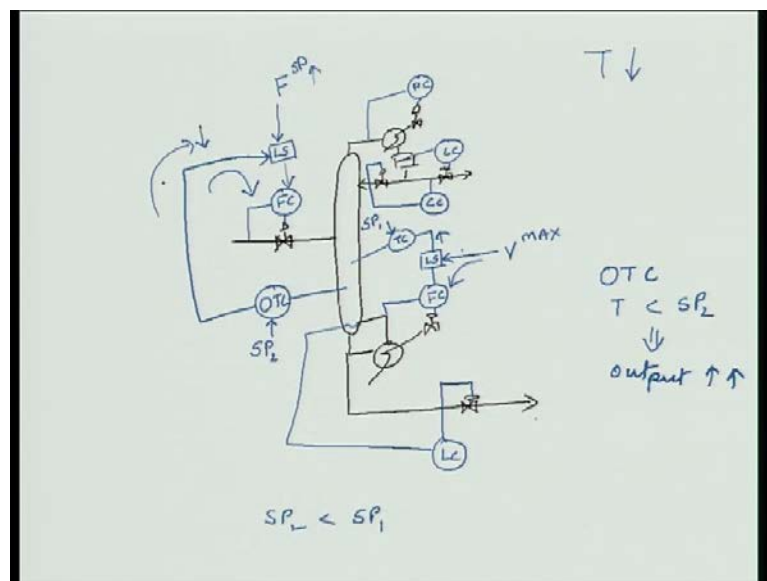 T ↓
F SP ↑
PC
↓
LS
LC
FC
CC
SP₁
TC
↑
LS
V MAX
OTC
FC
SP₂
LC
OTC
T < SP₂
⇓
output ↑ ↑
SP₂ < SP₁